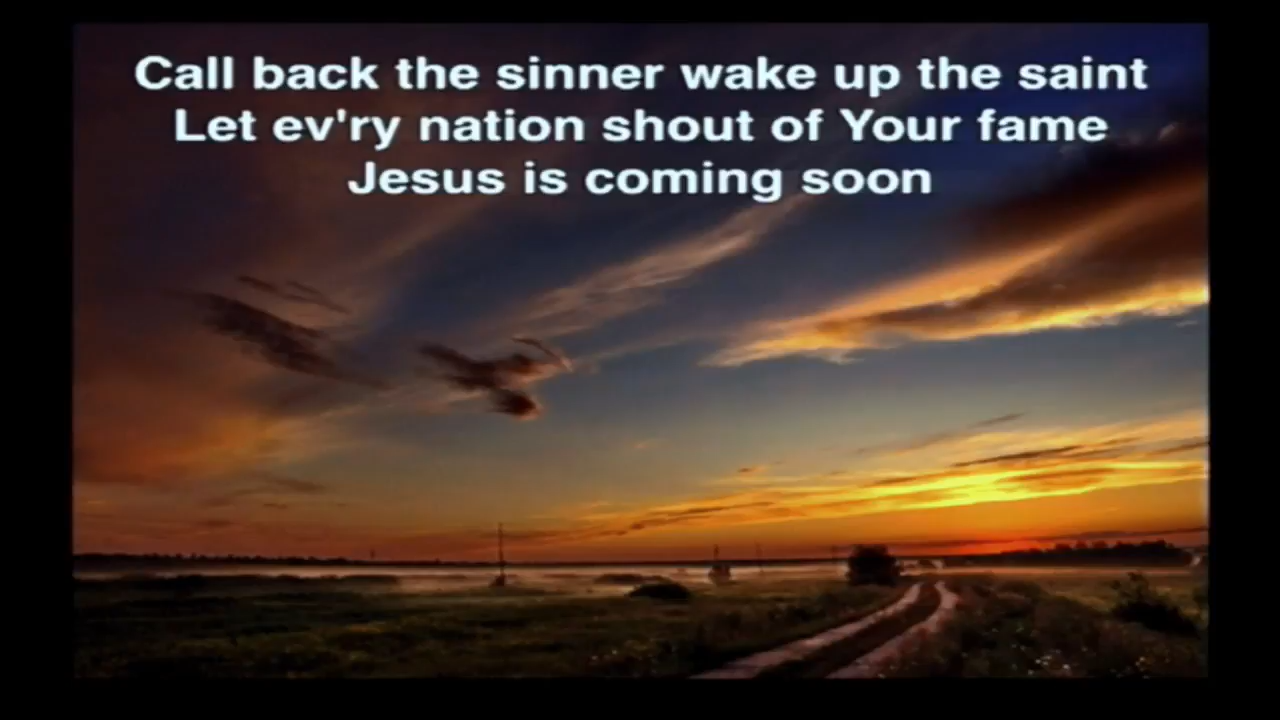 Call back the sinner wake up the saint
Let ev'ry nation shout of Your fame
Jesus is coming soon